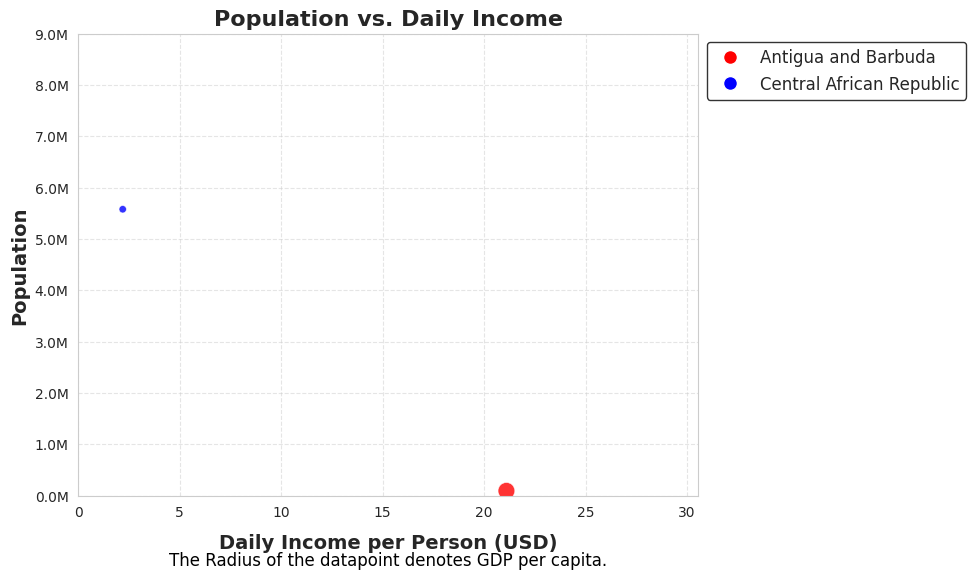 Population vs. Daily Income
Antigua and Barbuda
Central African Republic
Population
9.0M
8.0M
7.0M
6.0M
5.0M
4.0M
3.0M
2.0M
1.0M
0.0M
0 5 10 15 20 25 30
Daily Income per Person (USD)
The Radius of the datapoint denotes GDP per capita.